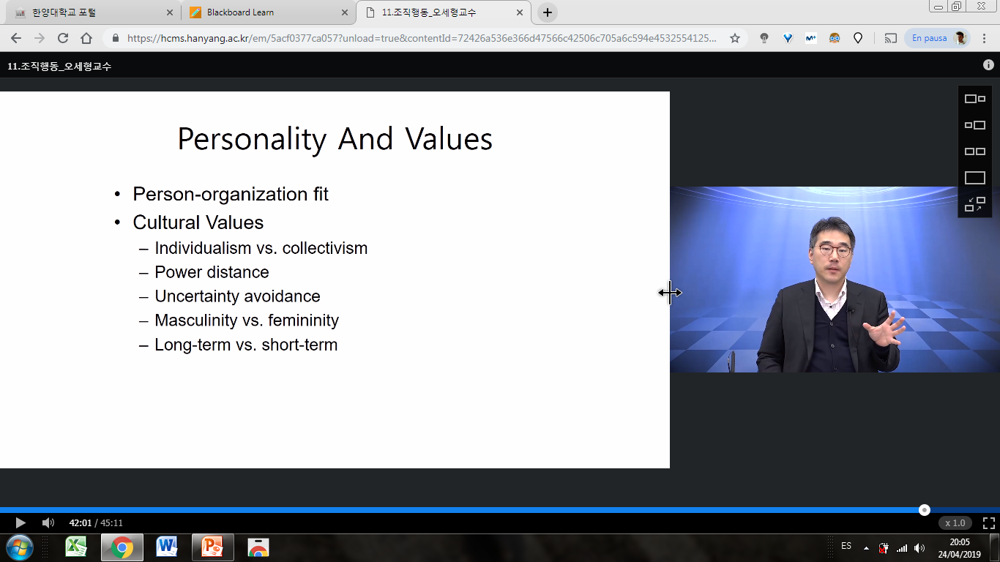 한양대학교 포털
Blackboard Learn
11.조직행동_오세형교수
https://hcms.hanyang.ac.kr/em/5acf0377ca057?unload=true&contentId=72426a536e366d47566c42506c705a6c594e4532554125...
En pausa
11.조직행동_오세형교수
Personality And Values
• Person-organization fit
• Cultural Values
– Individualism vs. collectivism
– Power distance
– Uncertainty avoidance
– Masculinity vs. femininity
– Long-term vs. short-term
42:01 / 45:11
x 1.0
ES
20:05
24/04/2019